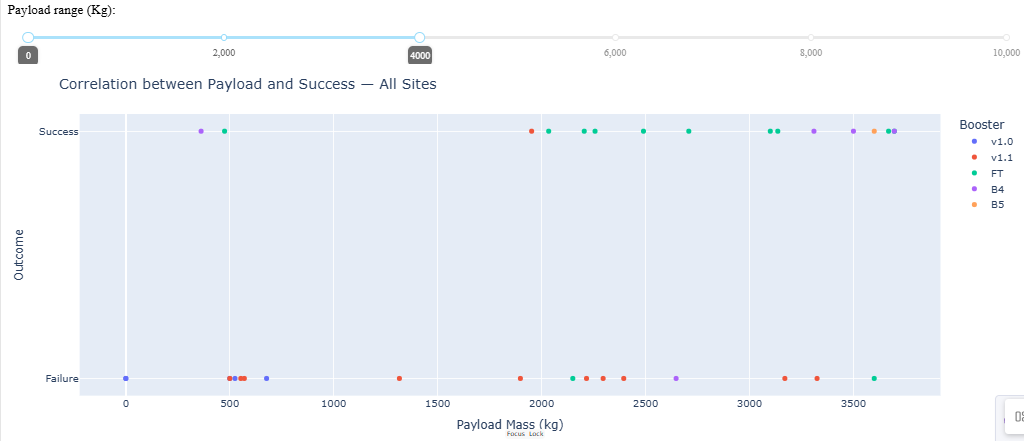 Payload range (Kg):
0 2,000 4000 6,000 8,000 10,000
Correlation between Payload and Success — All Sites
Success
Failure
Outcome
Booster
v1.0
v1.1
FT
B4
B5
0 500 1000 1500 2000 2500 3000 3500
Payload Mass (kg)
Focus Lock